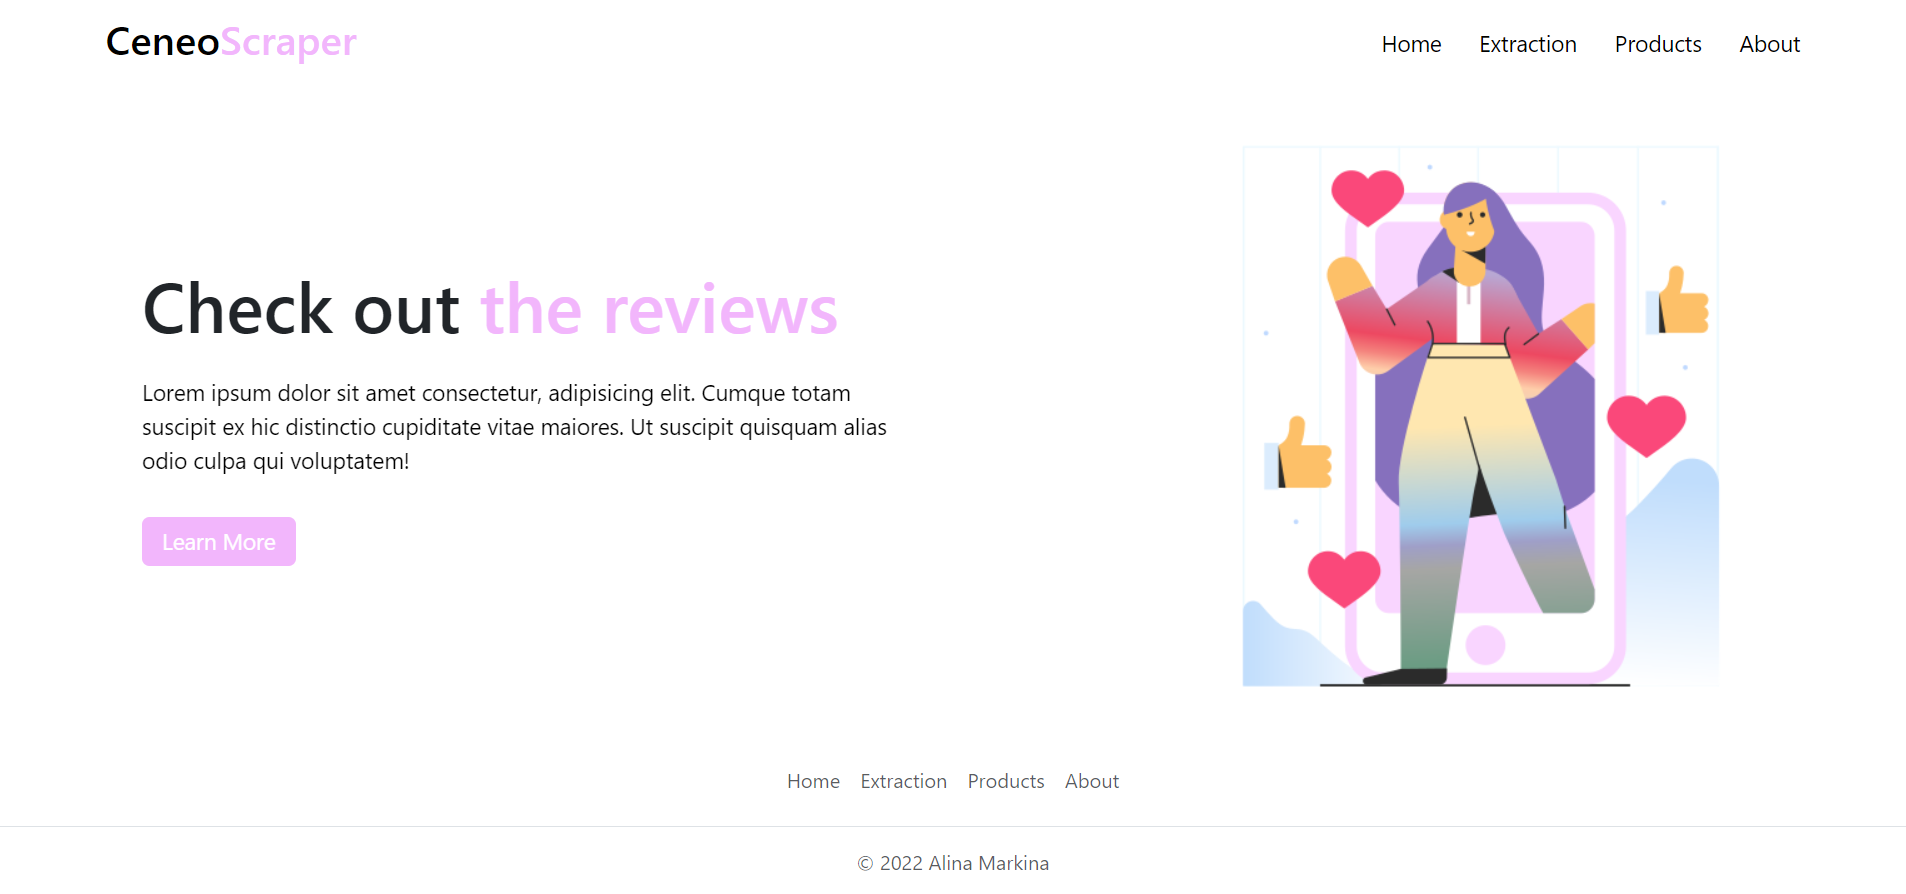 CeneoScraper
Home Extraction Products About
Check out the reviews
Lorem ipsum dolor sit amet consectetur, adipisicing elit. Cumque totam
suscipit ex hic distinctio cupiditate vitae maiores. Ut suscipit quisquam alias
odio culpa qui voluptatem!
Learn More
Home Extraction Products About
© 2022 Alina Markina